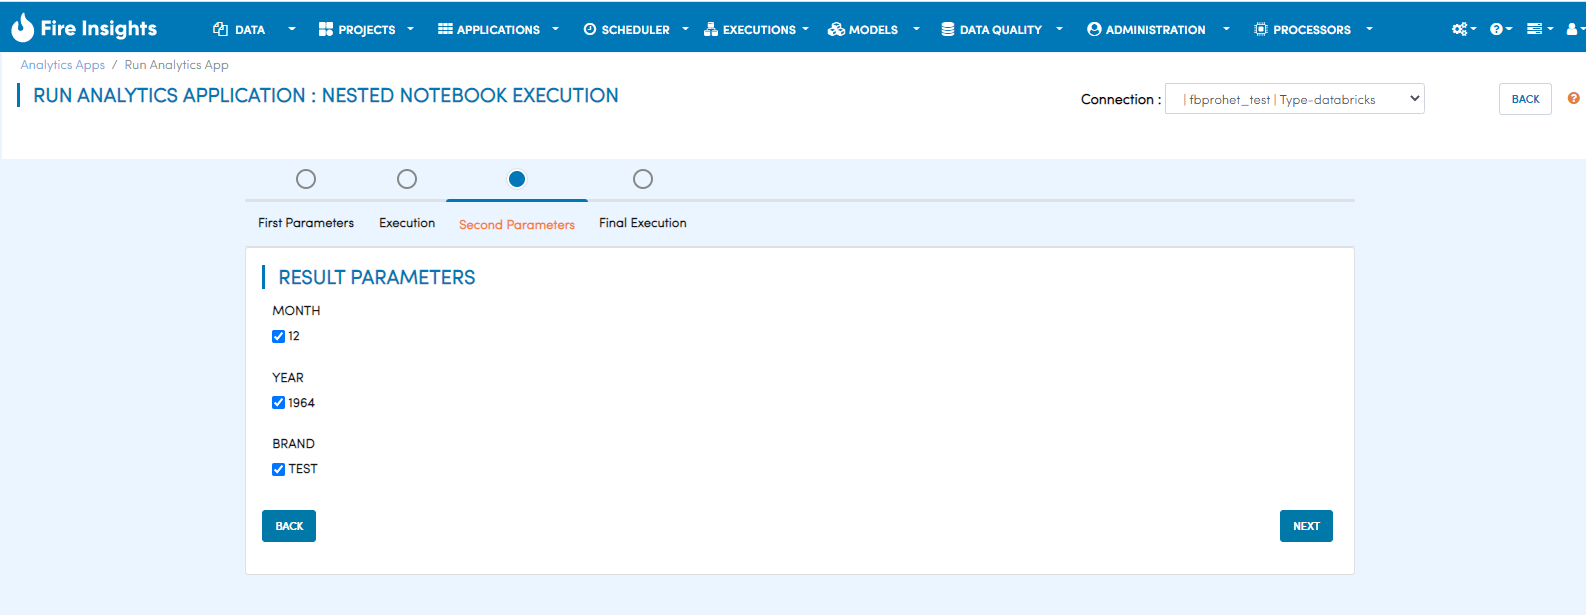 Fire Insights DATA PROJECTS APPLICATIONS SCHEDULER EXECUTIONS MODELS DATA QUALITY ADMINISTRATION PROCESSORS
Analytics Apps / Run Analytics App
RUN ANALYTICS APPLICATION : NESTED NOTEBOOK EXECUTION
Connection : | fbprohet_test | Type-databricks BACK
First Parameters Execution Second Parameters Final Execution
RESULT PARAMETERS
MONTH
12
YEAR
1964
BRAND
TEST
BACK NEXT